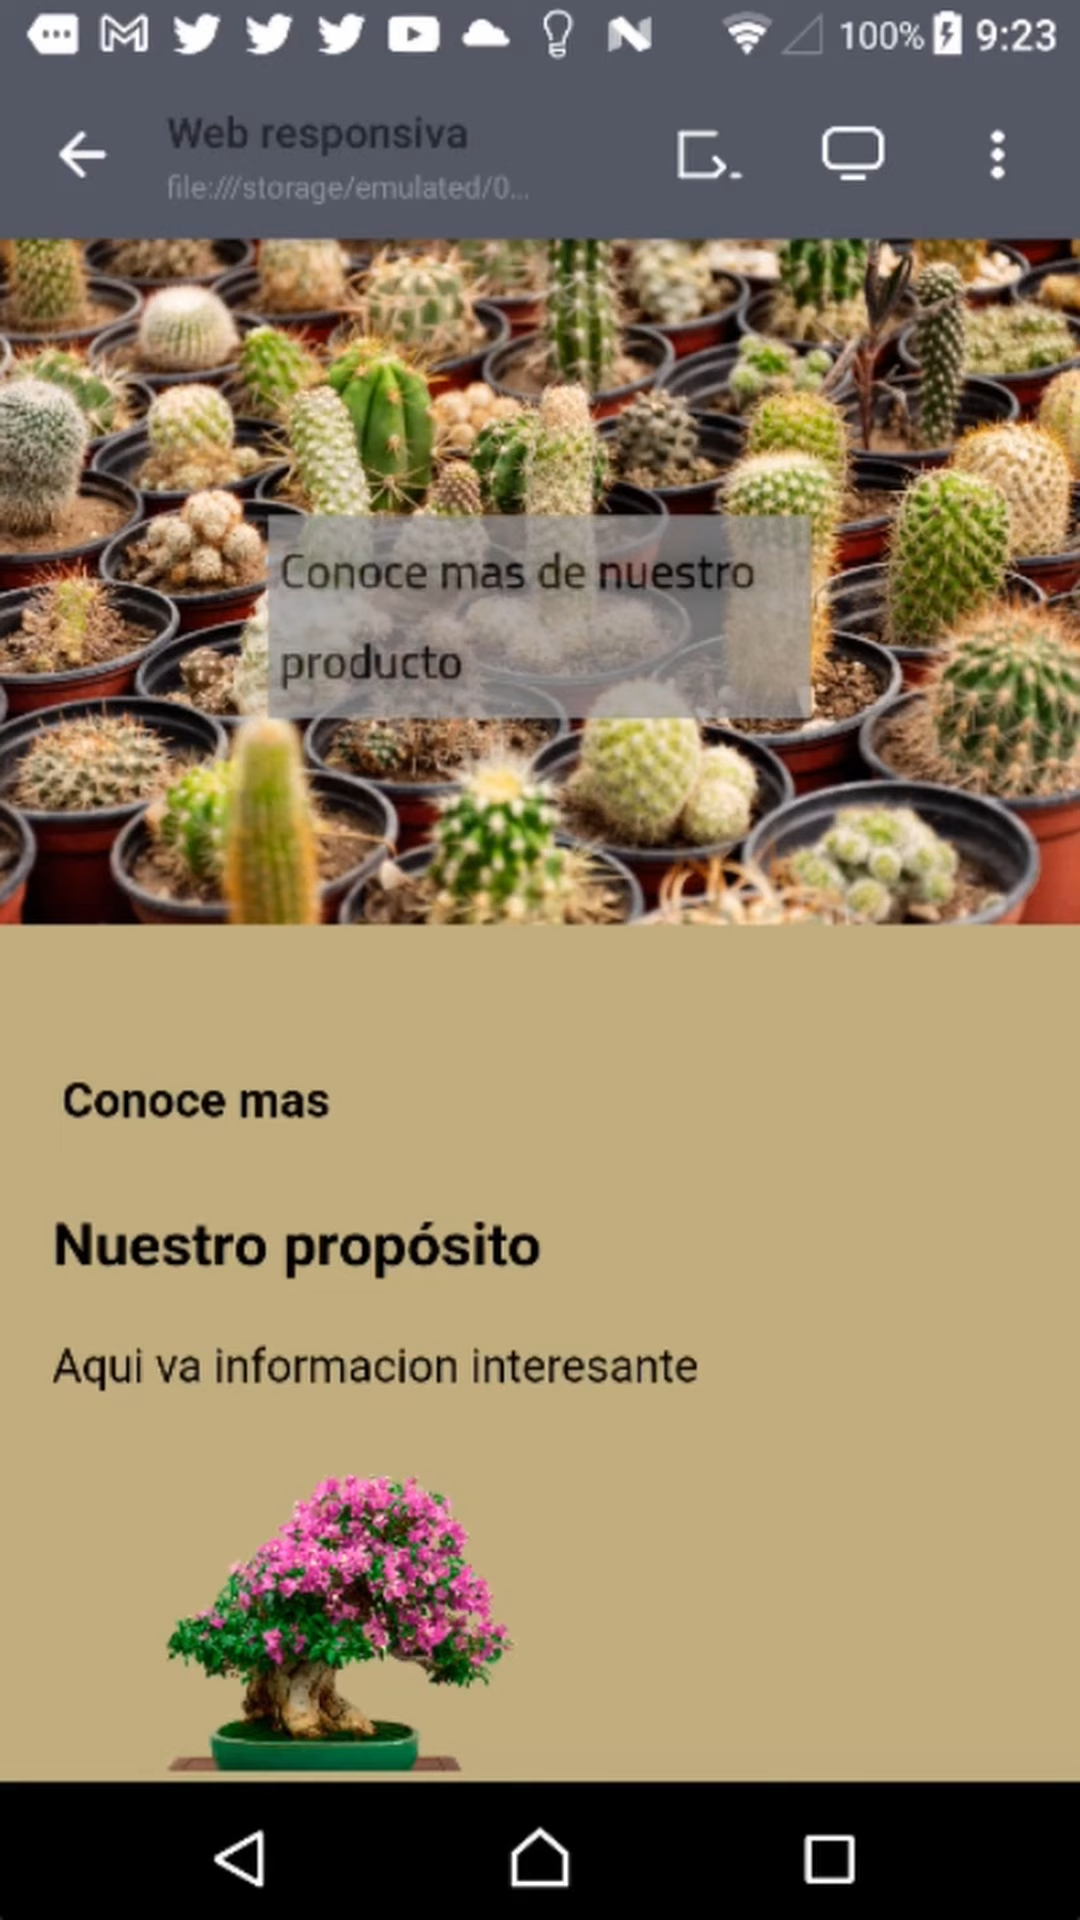 100% 9:23
Web responsiva
file:///storage/emulated/0...
Conoce mas de nuestro
producto
Conoce mas
Nuestro propósito
Aqui va informacion interesante